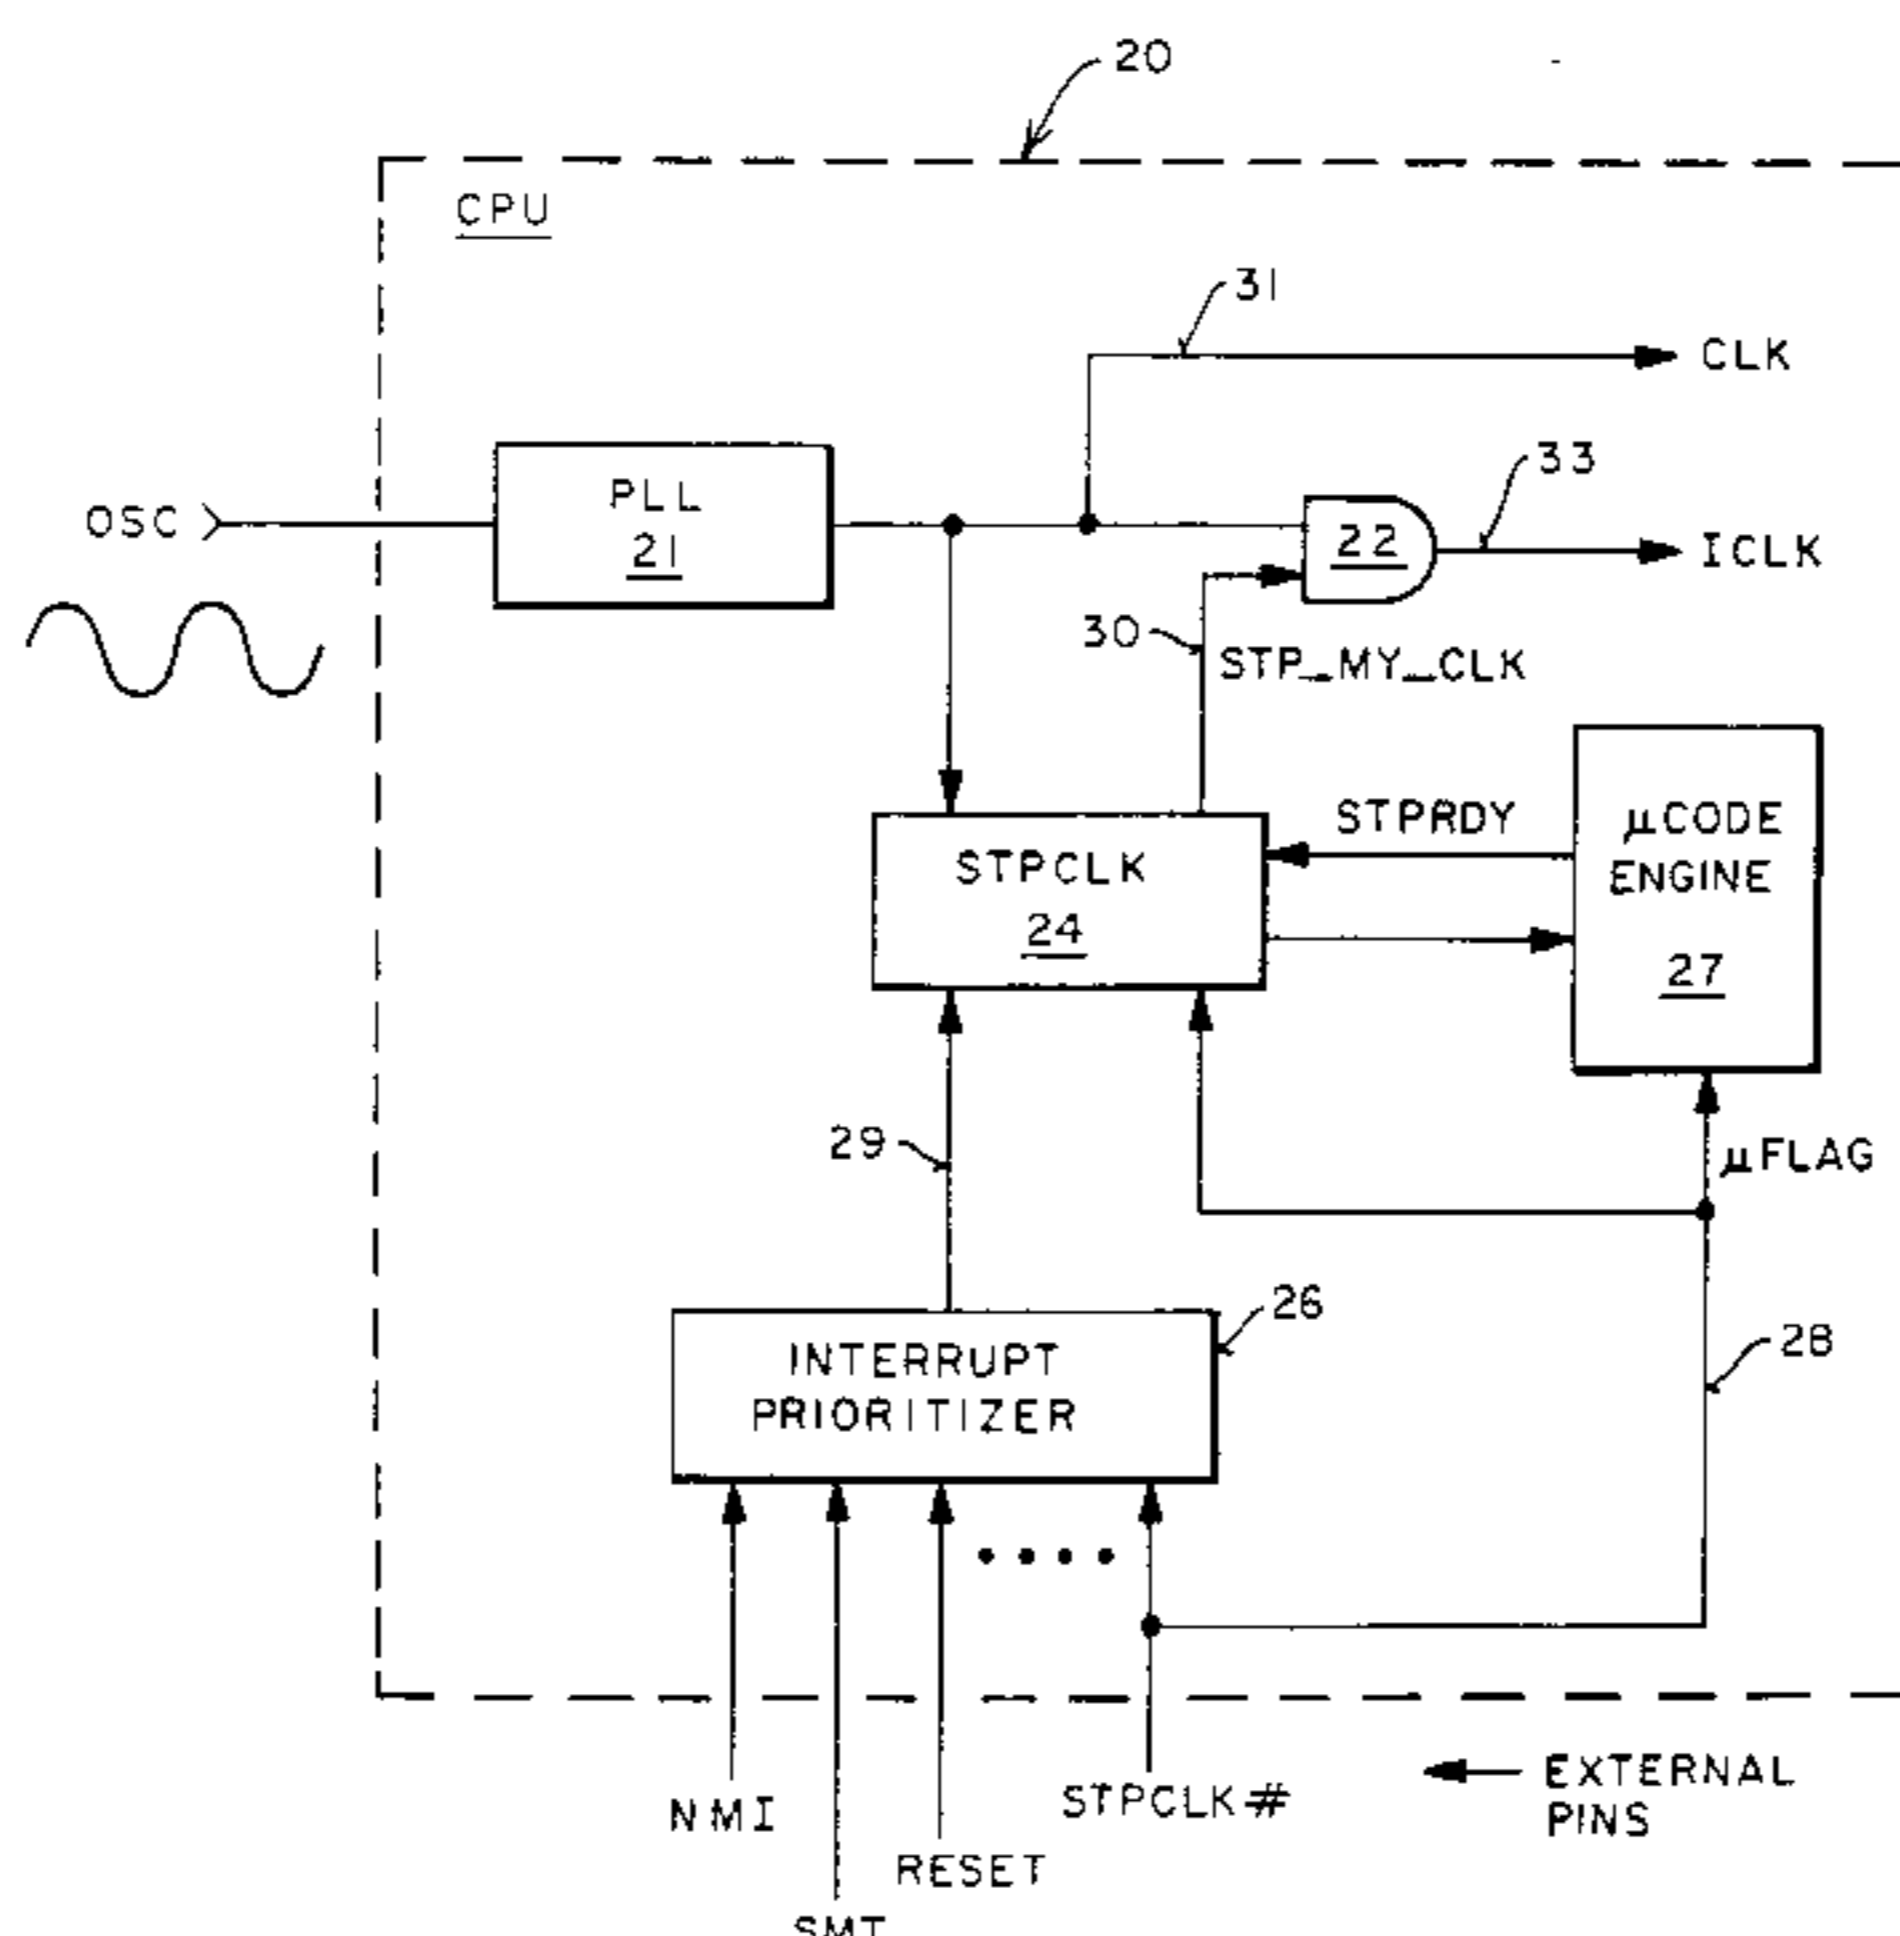 20
CPU
31
CLK
33
PLL
21
OSC
22
ICLK
30
STP_MY_CLK
STPRDY
µCODE
ENGINE
27
STPCLK
24
29
µFLAG
26
INTERRUPT
PRIORITIZER
28
NMI
STPCLK#
EXTERNAL
PINS
RESET